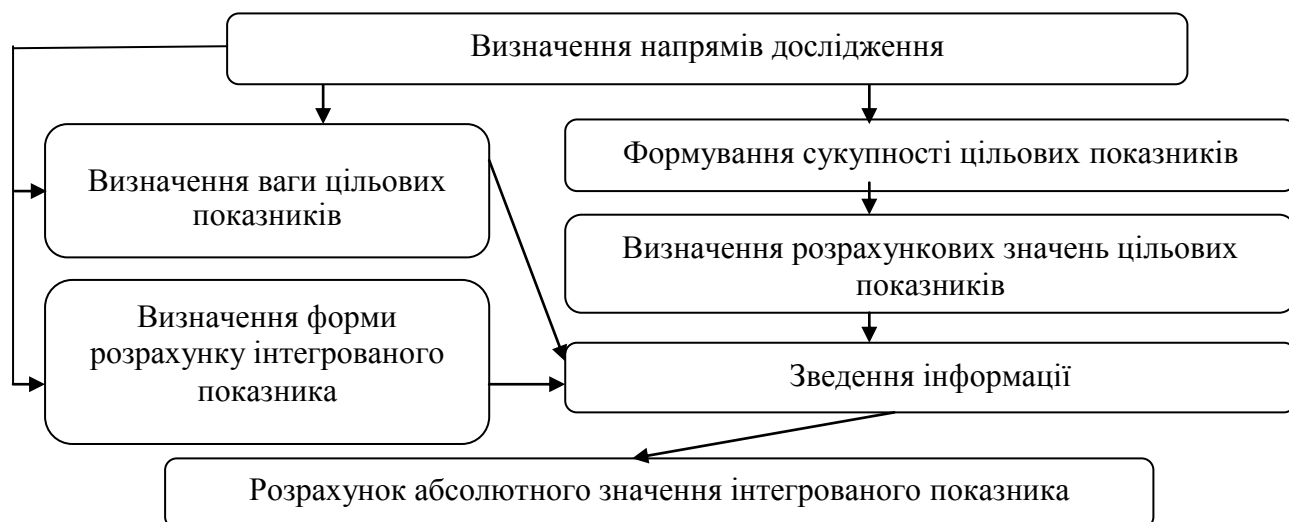 Визначення напрямів дослідження
Визначення ваги цільових
показників
Формування сукупності цільових показників
Визначення розрахункових значень цільових
показників
Визначення форми
розрахунку інтегрованого
показника
Зведення інформації
Розрахунок абсолютного значення інтегрованого показника